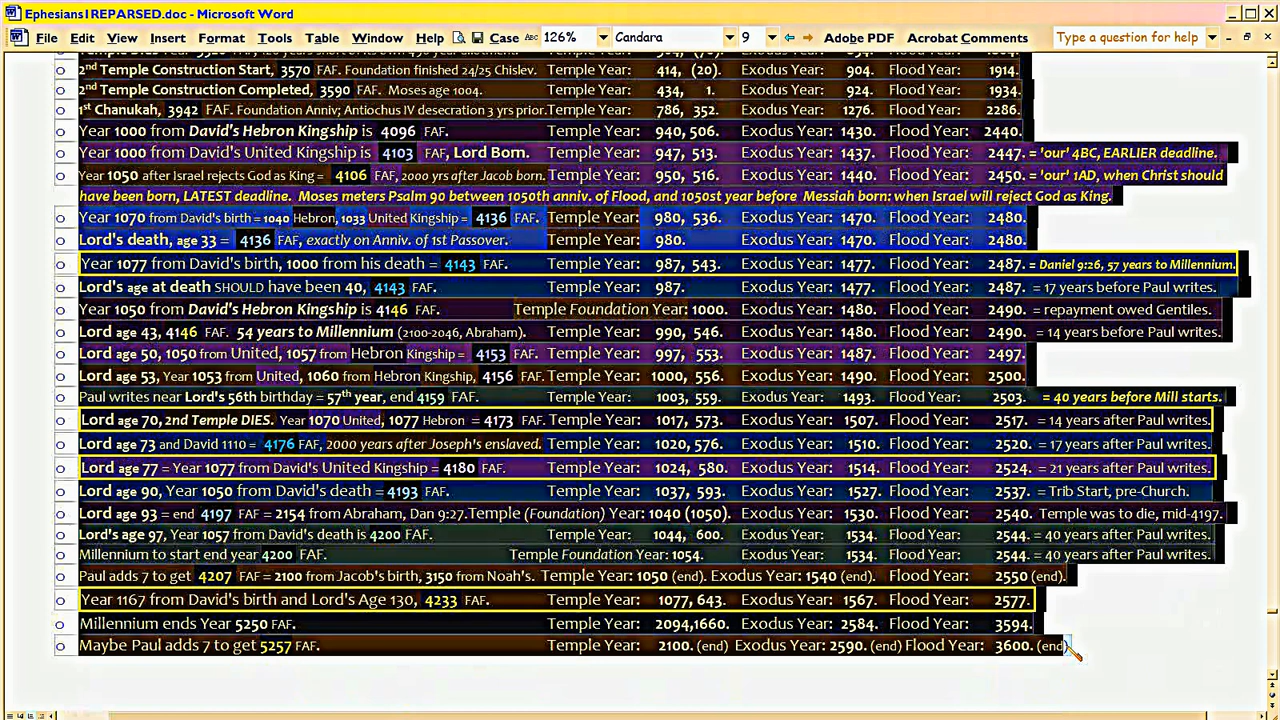 Ephesians1REPARSED.doc - Microsoft Word
File Edit View Insert Format Tools Table Window Help Case 126% Candara 9 Adobe PDF Acrobat Comments Type a question for help
2nd Temple Construction Start, 3570 FAF. Foundation finished 24/25 Chislev. Temple Year: 414, (20). Exodus Year: 904. Flood Year: 1914.
2nd Temple Construction Completed, 3590 FAF. Moses age 1004. Temple Year: 434, 1. Exodus Year: 924. Flood Year: 1934.
1st Chanukah, 3942 FAF. Foundation Anniv; Antiochus IV desecration 3 yrs prior. Temple Year: 786, 352. Exodus Year: 1276. Flood Year: 2286.
Year 1000 from David's Hebron Kingship is 4096 FAF. Temple Year: 940, 506. Exodus Year: 1430. Flood Year: 2440.
Year 1000 from David's United Kingship is 4103 FAF, Lord Born. Temple Year: 947, 513. Exodus Year: 1437. Flood Year: 2447. = 'our' 4BC, EARLIER deadline.
Year 1050 after Israel rejects God as King = 4106 FAF, 2000 yrs after Jacob born. Temple Year: 950, 516. Exodus Year: 1440. Flood Year: 2450. = 'our' 1AD, when Christ should
have been born, LATEST deadline. Moses meters Psalm 90 between 1050th anniv. of Flood, and 1050st year before Messiah born: when Israel will reject God as King.
Year 1070 from David's birth = 1040 Hebron, 1033 United Kingship = 4136 FAF. Temple Year: 980, 536. Exodus Year: 1470. Flood Year: 2480.
Lord's death, age 33 = 4136 FAF, exactly on Anniv. of 1st Passover. Temple Year: 980. Exodus Year: 1470. Flood Year: 2480.
Year 1077 from David's birth, 1000 from his death = 4143 FAF. Temple Year: 987, 543. Exodus Year: 1477. Flood Year: 2487. = Daniel 9:26, 57 years to Millennium.
Lord's age at death SHOULD have been 40, 4143 FAF. Temple Year: 987. Exodus Year: 1477. Flood Year: 2487. = 17 years before Paul writes.
Year 1050 from David's Hebron Kingship is 4146 FAF. Temple Foundation Year: 1000. Exodus Year: 1480. Flood Year: 2490. = repayment owed Gentiles.
Lord age 43, 4146 FAF. 54 years to Millennium (2100-2046, Abraham). Temple Year: 990, 546. Exodus Year: 1480. Flood Year: 2490. = 14 years before Paul writes.
Lord age 50, 1050 from United, 1057 from Hebron Kingship = 4153 FAF. Temple Year: 997, 553. Exodus Year: 1487. Flood Year: 2497.
Lord age 53, Year 1053 from United, 1060 from Hebron Kingship, 4156 FAF. Temple Year: 1000, 556. Exodus Year: 1490. Flood Year: 2500.
Paul writes near Lord's 56th birthday = 57th year, end 4159 FAF. Temple Year: 1003, 559. Exodus Year: 1493. Flood Year: 2503. = 40 years before Mill starts.
Lord age 70, 2nd Temple DIES. Year 1070 United, 1077 Hebron = 4173 FAF. Temple Year: 1017, 573. Exodus Year: 1507. Flood Year: 2517. = 14 years after Paul writes.
Lord age 73 and David 1110 = 4176 FAF, 2000 years after Joseph's enslaved. Temple Year: 1020, 576. Exodus Year: 1510. Flood Year: 2520. = 17 years after Paul writes.
Lord age 77 = Year 1077 from David's United Kingship = 4180 FAF. Temple Year: 1024, 580. Exodus Year: 1514. Flood Year: 2524. = 21 years after Paul writes.
Lord age 90, Year 1050 from David's death = 4193 FAF. Temple Year: 1037, 593. Exodus Year: 1527. Flood Year: 2537. = Trib Start, pre-Church.
Lord age 93 = end 4197 FAF = 2154 from Abraham, Dan 9:27. Temple (Foundation) Year: 1040 (1050). Exodus Year: 1530. Flood Year: 2540. Temple was to die, mid-4197.
Lord's age 97, Year 1057 from David's death is 4200 FAF. Temple Year: 1044, 600. Exodus Year: 1534. Flood Year: 2544. = 40 years after Paul writes.
Millennium to start end year 4200 FAF. Temple Foundation Year: 1054. Exodus Year: 1534. Flood Year: 2544. = 40 years after Paul writes.
Paul adds 7 to get 4207 FAF = 2100 from Jacob's birth, 3150 from Noah's. Temple Year: 1050 (end). Exodus Year: 1540 (end). Flood Year: 2550 (end).
Year 1167 from David's birth and Lord's Age 130, 4233 FAF. Temple Year: 1077, 643. Exodus Year: 1567. Flood Year: 2577.
Millennium ends Year 5250 FAF. Temple Year: 2094,1660. Exodus Year: 2584. Flood Year: 3594.
Maybe Paul adds 7 to get 5257 FAF. Temple Year: 2100. (end) Exodus Year: 2590. (end) Flood Year: 3600. (end)